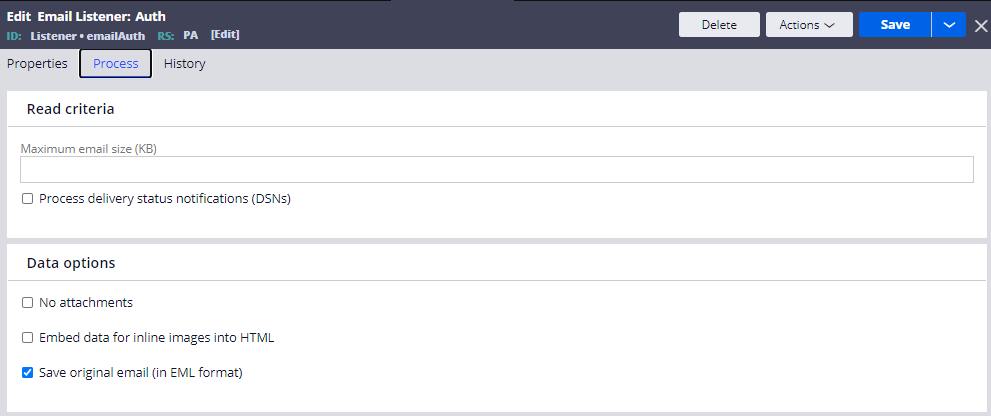 Edit Email Listener: Auth
ID: Listener • emailAuth RS: PA [Edit]
Delete
Actions
Save
Properties
Process
History
Read criteria
Maximum email size (KB)
Process delivery status notifications (DSNs)
Data options
No attachments
Embed data for inline images into HTML
Save original email (in EML format)